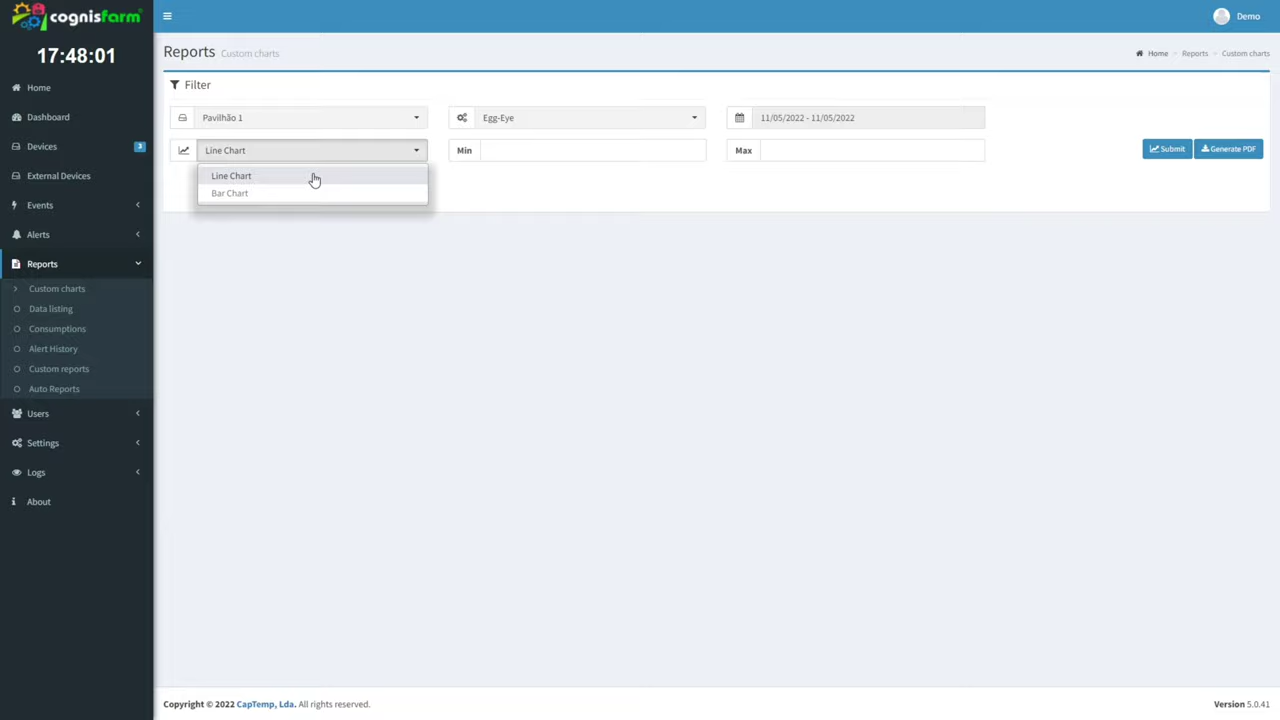 cognisfarm
Demo
17:48:01
Reports Custom charts
Home > Reports > Custom charts
Home
Dashboard
Devices 3
External Devices
Events
Alerts
Reports
Custom charts
Data listing
Consumptions
Alert History
Custom reports
Auto Reports
Users
Settings
Logs
About
Filter
Pavilhão 1
Egg-Eye
11/05/2022 - 11/05/2022
Line Chart
Min
Max
Submit
Generate PDF
Line Chart
Bar Chart
Copyright © 2022 CapTemp, Lda. All rights reserved.
Version 5.0.41